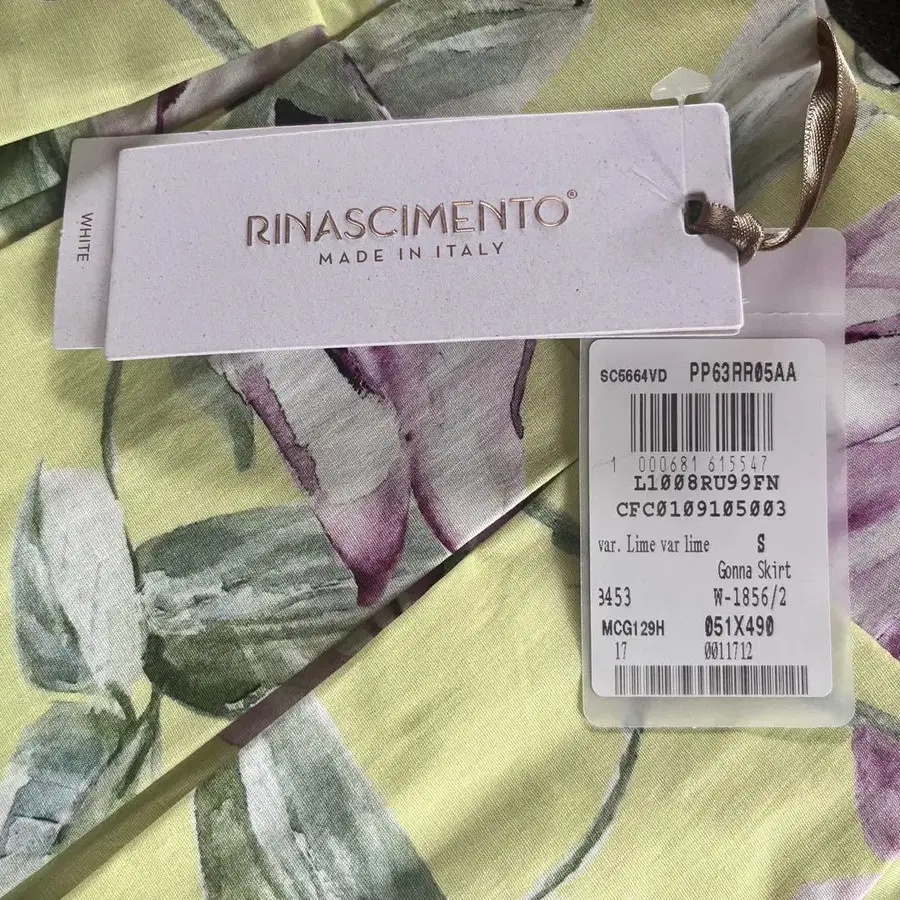 WHITE
RINASCIMENTO®
MADE IN ITALY
SC5664VD PP63RR05AA
1 000681 615547
L1008RU99FN
CFC0109105003
var. Lime var lime S
Gonna Skirt
9453 W-1856/2
MCG129H 051X490
17 0011712